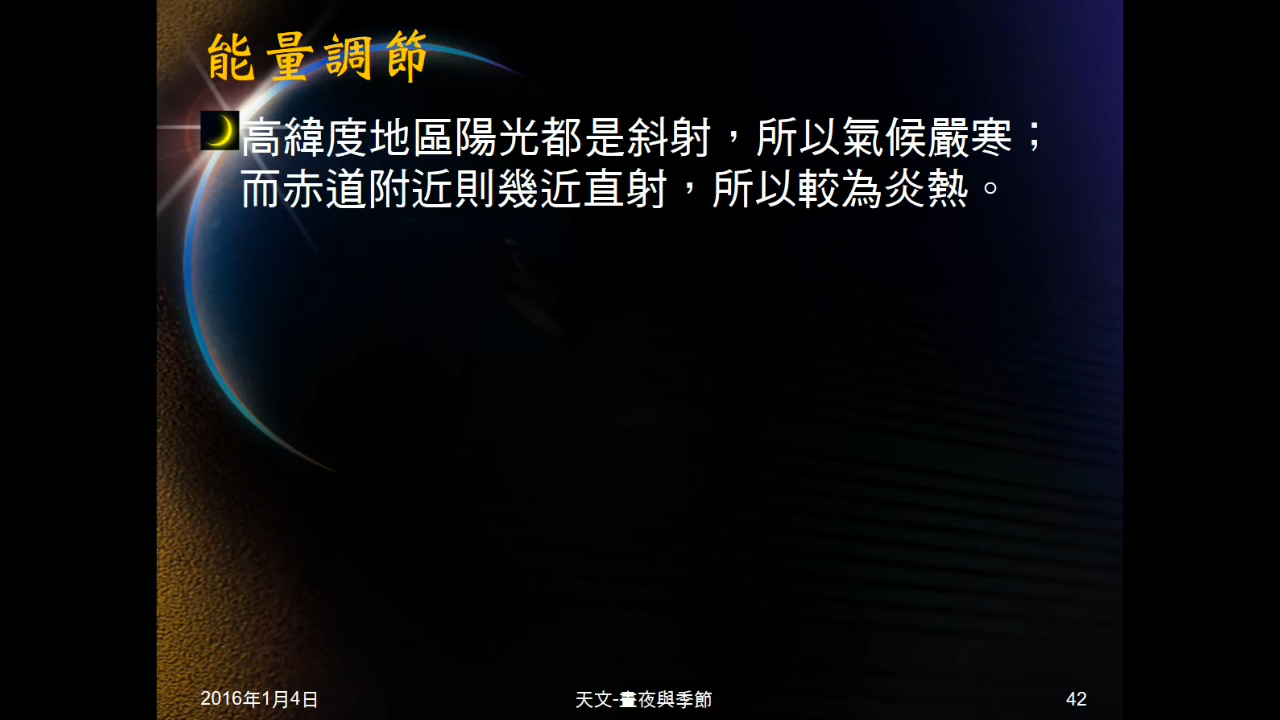 能量調節
高緯度地區陽光都是斜射，所以氣候嚴寒；
而赤道附近則幾近直射，所以較為炎熱。
2016年1月4日
天文-晝夜與季節
42